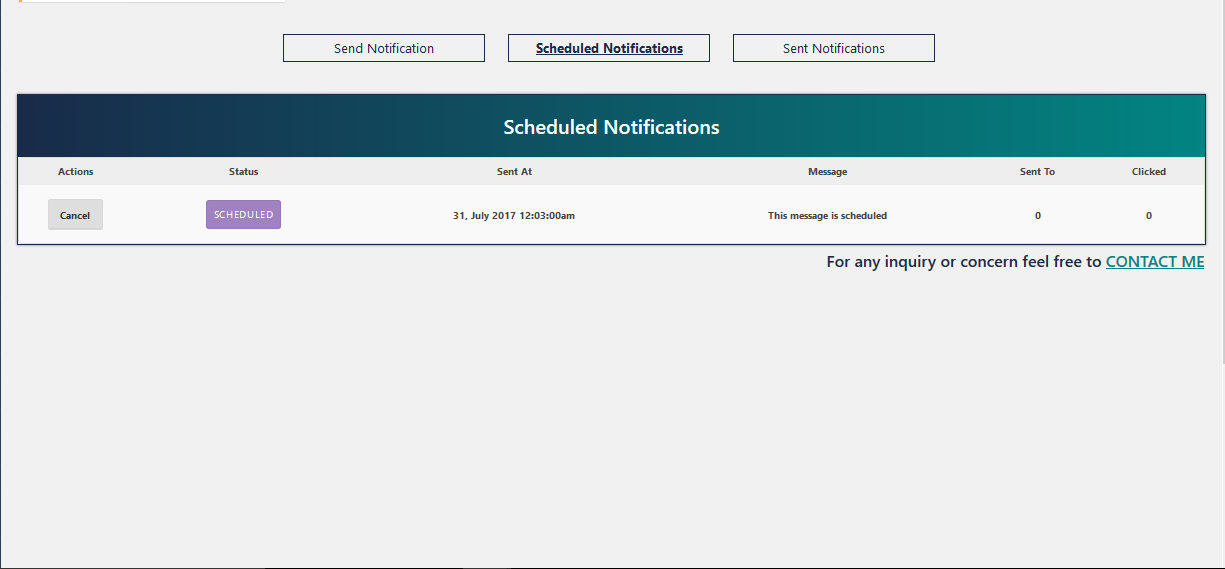 Send Notification
Scheduled Notifications
Sent Notifications
Scheduled Notifications
Actions Status Sent At Message Sent To Clicked
Cancel SCHEDULED 31, July 2017 12:03:00am This message is scheduled 0 0
For any inquiry or concern feel free to CONTACT ME